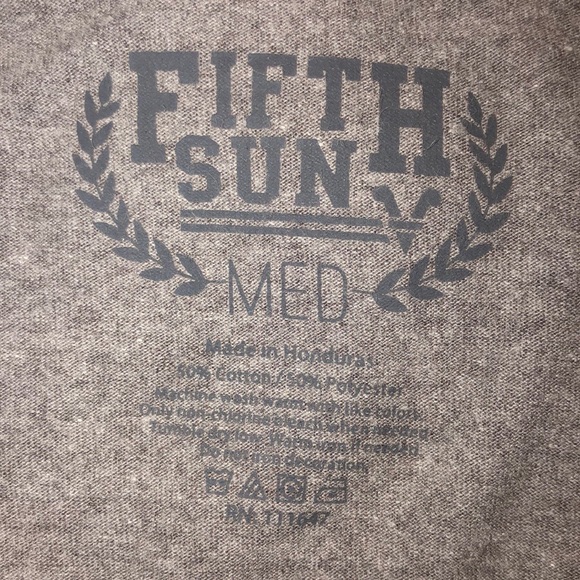 FIFTH
SUN
MED
Made in Honduras.
50% Cotton / 50% Polyester
Machine wash warm with like colors.
Only non-chlorine bleach when needed.
Tumble dry low. Warm iron if needed
Do not iron decoration.
RN 111647